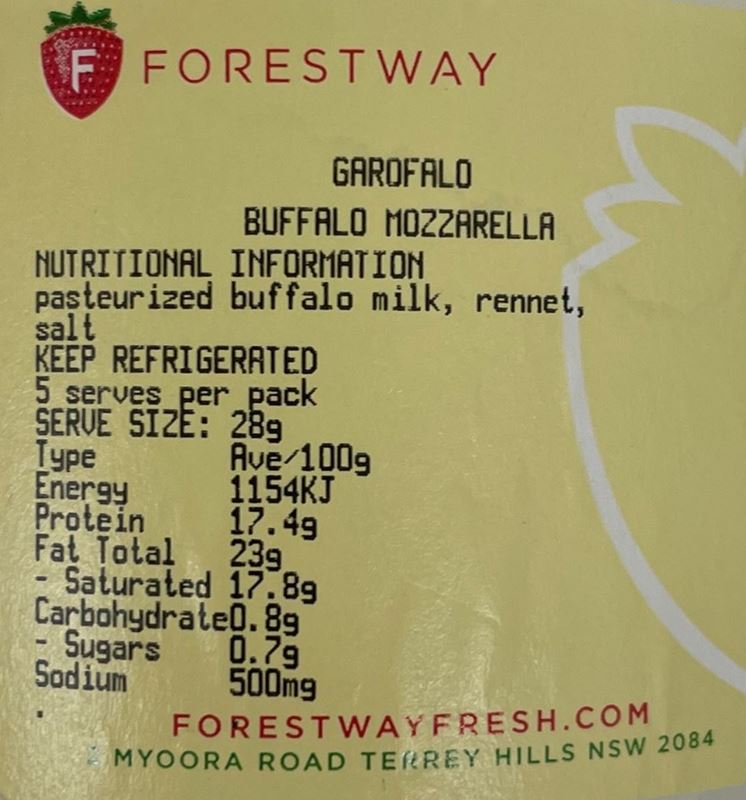 F FORESTWAY
GAROFALO
BUFFALO MOZZARELLA
NUTRITIONAL INFORMATION
pasteurized buffalo milk, rennet,
salt
KEEP REFRIGERATED
5 serves per pack
SERVE SIZE: 28g
Type Ave/100g
Energy 1154KJ
Protein 17.4g
Fat Total 23g
- Saturated 17.8g
Carbohydrate0.8g
- Sugars 0.7g
Sodium 500mg
.
FORESTWAYFRESH.COM
MYOORA ROAD TERREY HILLS NSW 2084